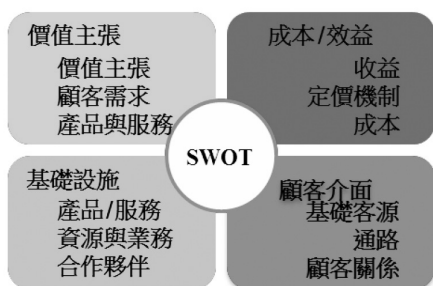 價值主張
價值主張
顧客需求
產品與服務
成本/效益
收益
定價機制
成本
SWOT
基礎設施
產品/服務
資源與業務
合作夥伴
顧客介面
基礎客源
通路
顧客關係